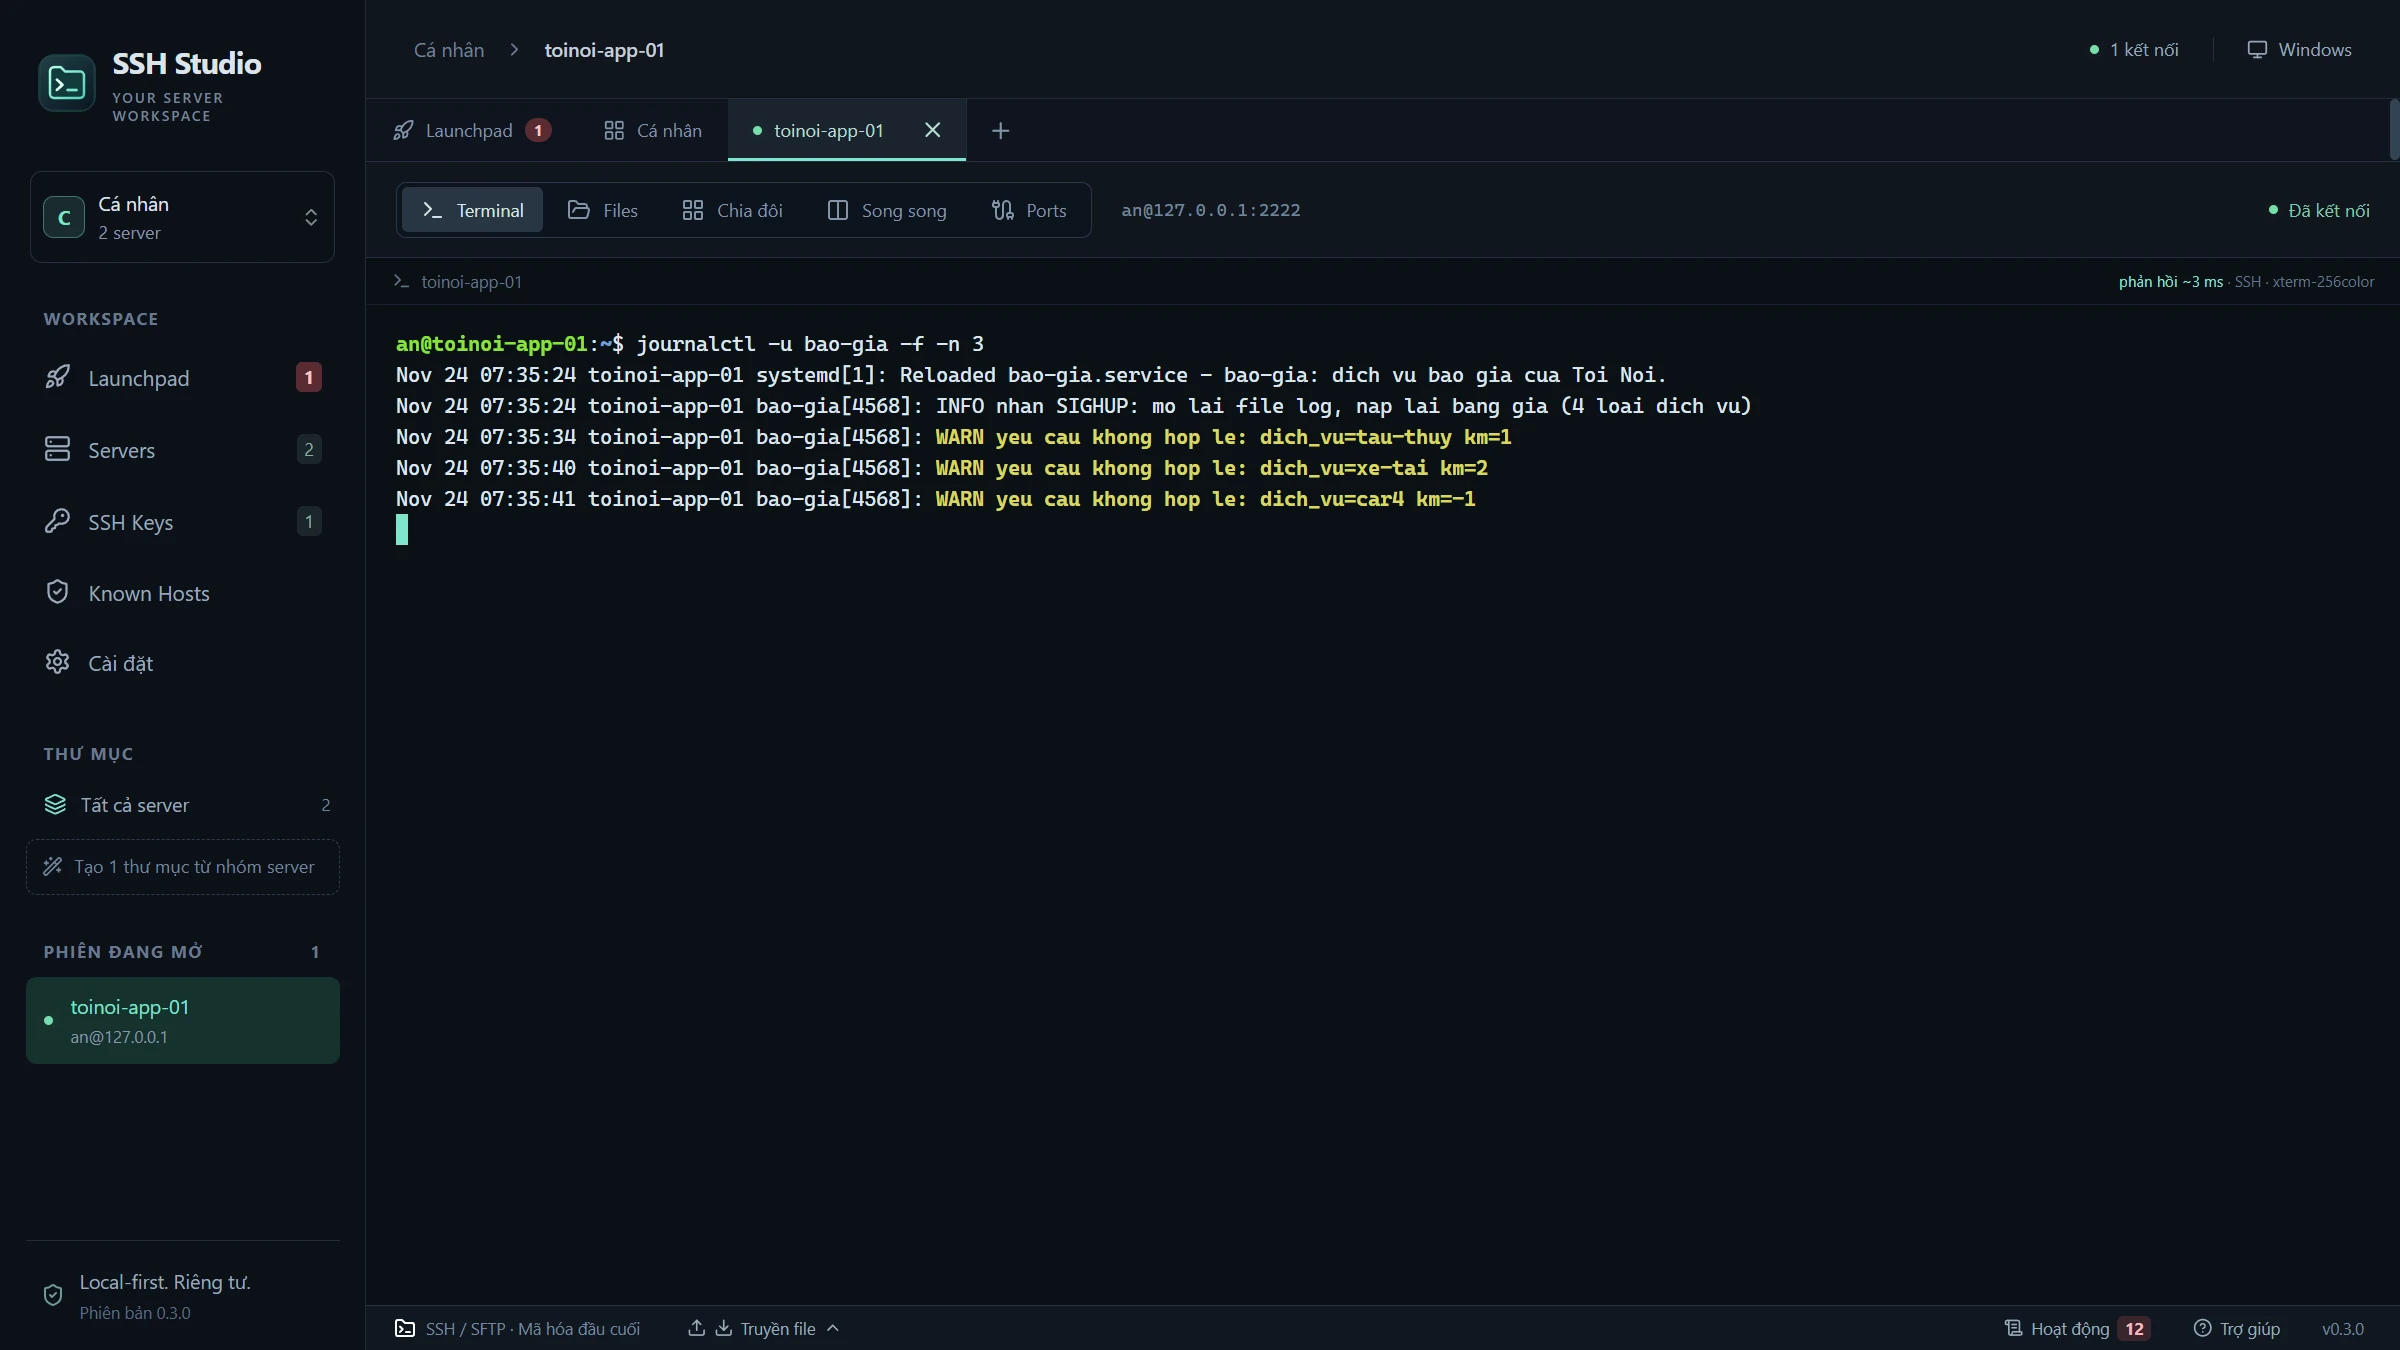 SSH Studio
YOUR SERVER
WORKSPACE
C
Cá nhân
2 server
WORKSPACE
Launchpad 1
Servers 2
SSH Keys 1
Known Hosts
Cài đặt
THƯ MỤC
Tất cả server 2
Tạo 1 thư mục từ nhóm server
PHIÊN ĐANG MỞ 1
toinoi-app-01
an@127.0.0.1
Local-first. Riêng tư.
Phiên bản 0.3.0
Cá nhân > toinoi-app-01
1 kết nối
Windows
Launchpad 1
Cá nhân
toinoi-app-01
Terminal
Files
Chia đôi
Song song
Ports
an@127.0.0.1:2222
Đã kết nối
toinoi-app-01
phản hồi ~3 ms · SSH · xterm-256color
an@toinoi-app-01:~$ journalctl -u bao-gia -f -n 3
Nov 24 07:35:24 toinoi-app-01 systemd[1]: Reloaded bao-gia.service - bao-gia: dich vu bao gia cua Toi Noi.
Nov 24 07:35:24 toinoi-app-01 bao-gia[4568]: INFO nhan SIGHUP: mo lai file log, nap lai bang gia (4 loai dich vu)
Nov 24 07:35:34 toinoi-app-01 bao-gia[4568]: WARN yeu cau khong hop le: dich_vu=tau-thuy km=1
Nov 24 07:35:40 toinoi-app-01 bao-gia[4568]: WARN yeu cau khong hop le: dich_vu=xe-tai km=2
Nov 24 07:35:41 toinoi-app-01 bao-gia[4568]: WARN yeu cau khong hop le: dich_vu=car4 km=-1
SSH / SFTP · Mã hóa đầu cuối
Truyền file
Hoạt động 12
Trợ giúp
v0.3.0